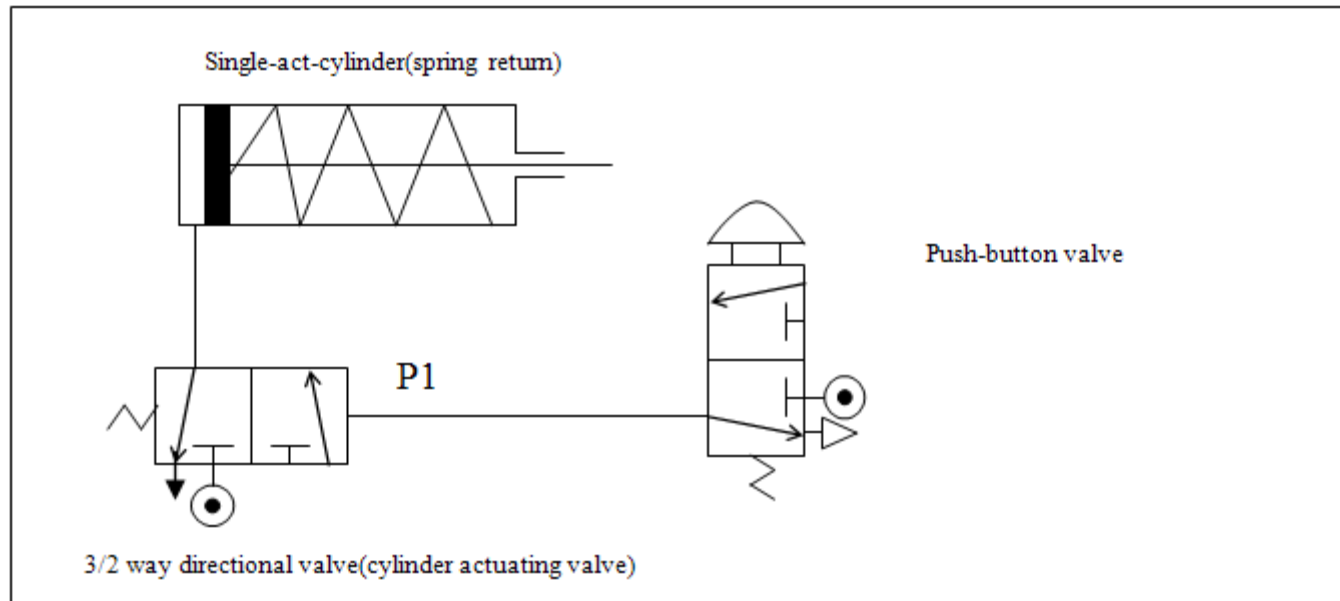 Single-act-cylinder(spring return)
Push-button valve
P1
3/2 way directional valve(cylinder actuating valve)